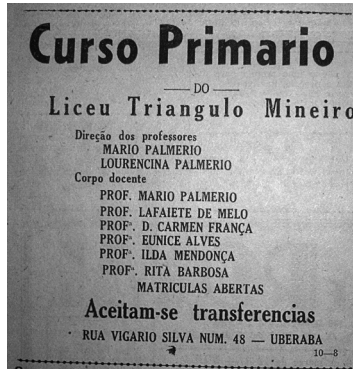 Curso Primario
DO
Liceu Triangulo Mineiro
Direção dos professores
MARIO PALMERIO
LOURENCINA PALMERIO
Corpo docente
PROF. MARIO PALMERIO
PROF. LAFAIETE DE MELO
PROFª. D. CARMEN FRANÇA
PROFª. EUNICE ALVES
PROFª. ILDA MENDONÇA
PROFª. RITA BARBOSA
MATRICULAS ABERTAS
Aceitam-se transferencias
RUA VIGARIO SILVA NUM. 48 — UBERABA
10—8